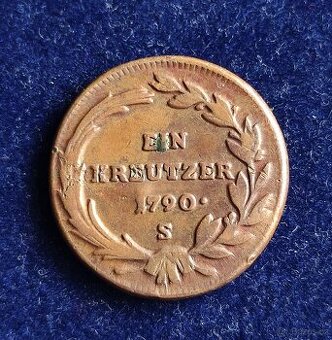 EIN
KREUTZER
1790·
S